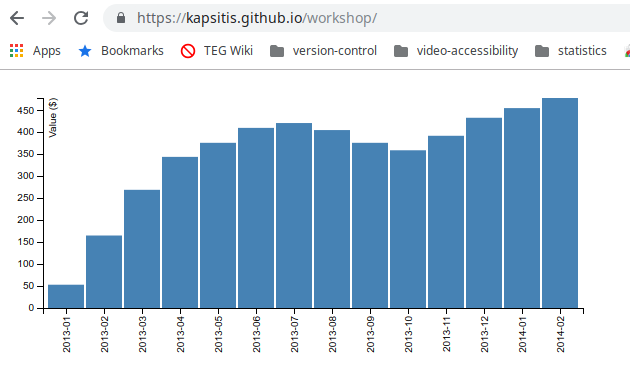 https://kapsitis.github.io/workshop/
Apps Bookmarks TEG Wiki version-control video-accessibility statistics
Value ($)
450
400
350
300
250
200
150
100
50
0
2013-01 2013-02 2013-03 2013-04 2013-05 2013-06 2013-07 2013-08 2013-09 2013-10 2013-11 2013-12 2014-01 2014-02